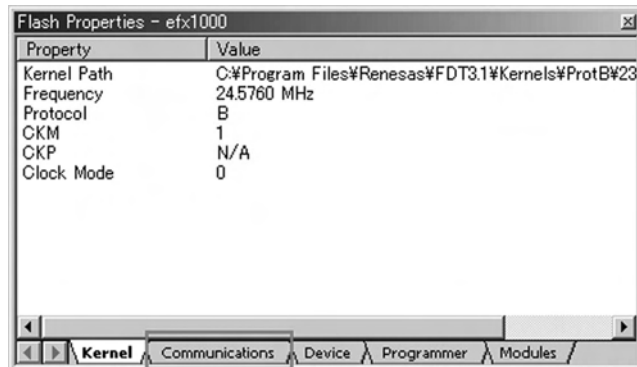 Flash Properties - efx1000
Property Value
Kernel Path C:¥Program Files¥Renesas¥FDT3.1¥Kernels¥ProtB¥23
Frequency 24.5760 MHz
Protocol B
CKM 1
CKP N/A
Clock Mode 0
Kernel Communications Device Programmer Modules